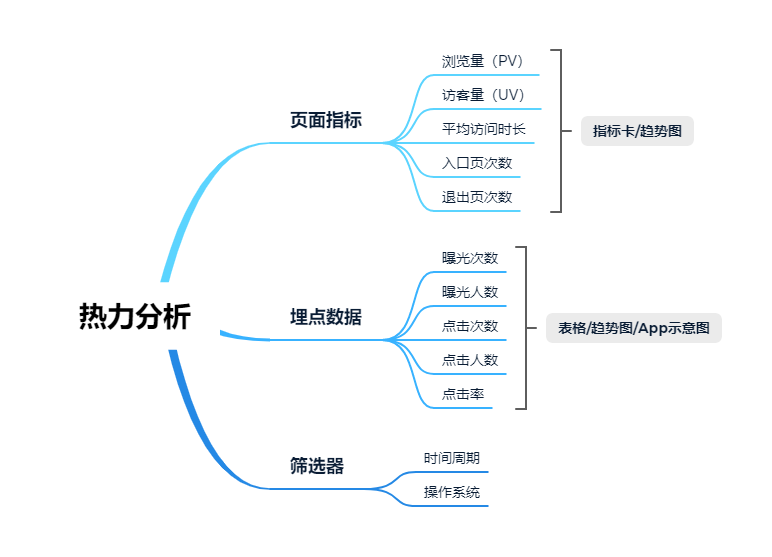 热力分析
页面指标
浏览量（PV）
访客量（UV）
平均访问时长
入口页次数
退出页次数
指标卡/趋势图
埋点数据
曝光次数
曝光人数
点击次数
点击人数
点击率
表格/趋势图/App示意图
筛选器
时间周期
操作系统